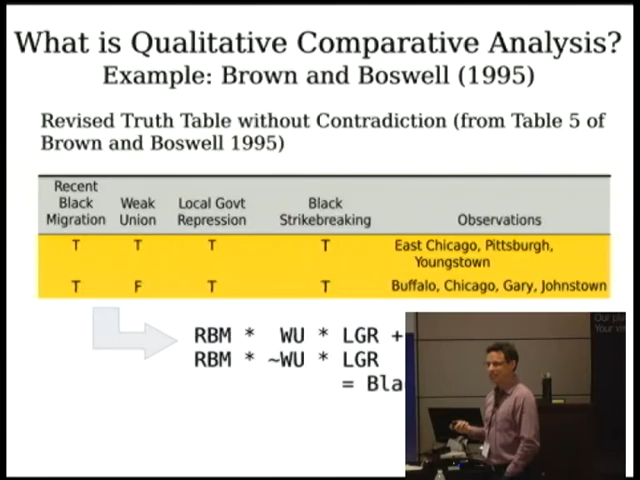 What is Qualitative Comparative Analysis?
Example: Brown and Boswell (1995)
Revised Truth Table without Contradiction (from Table 5 of
Brown and Boswell 1995)
Recent Black Migration Weak Union Local Govt Repression Black Strikebreaking Observations
T T T T East Chicago, Pittsburgh, Youngstown
T F T T Buffalo, Chicago, Gary, Johnstown
RBM * WU * LGR +
RBM * ~WU * LGR
= Bla